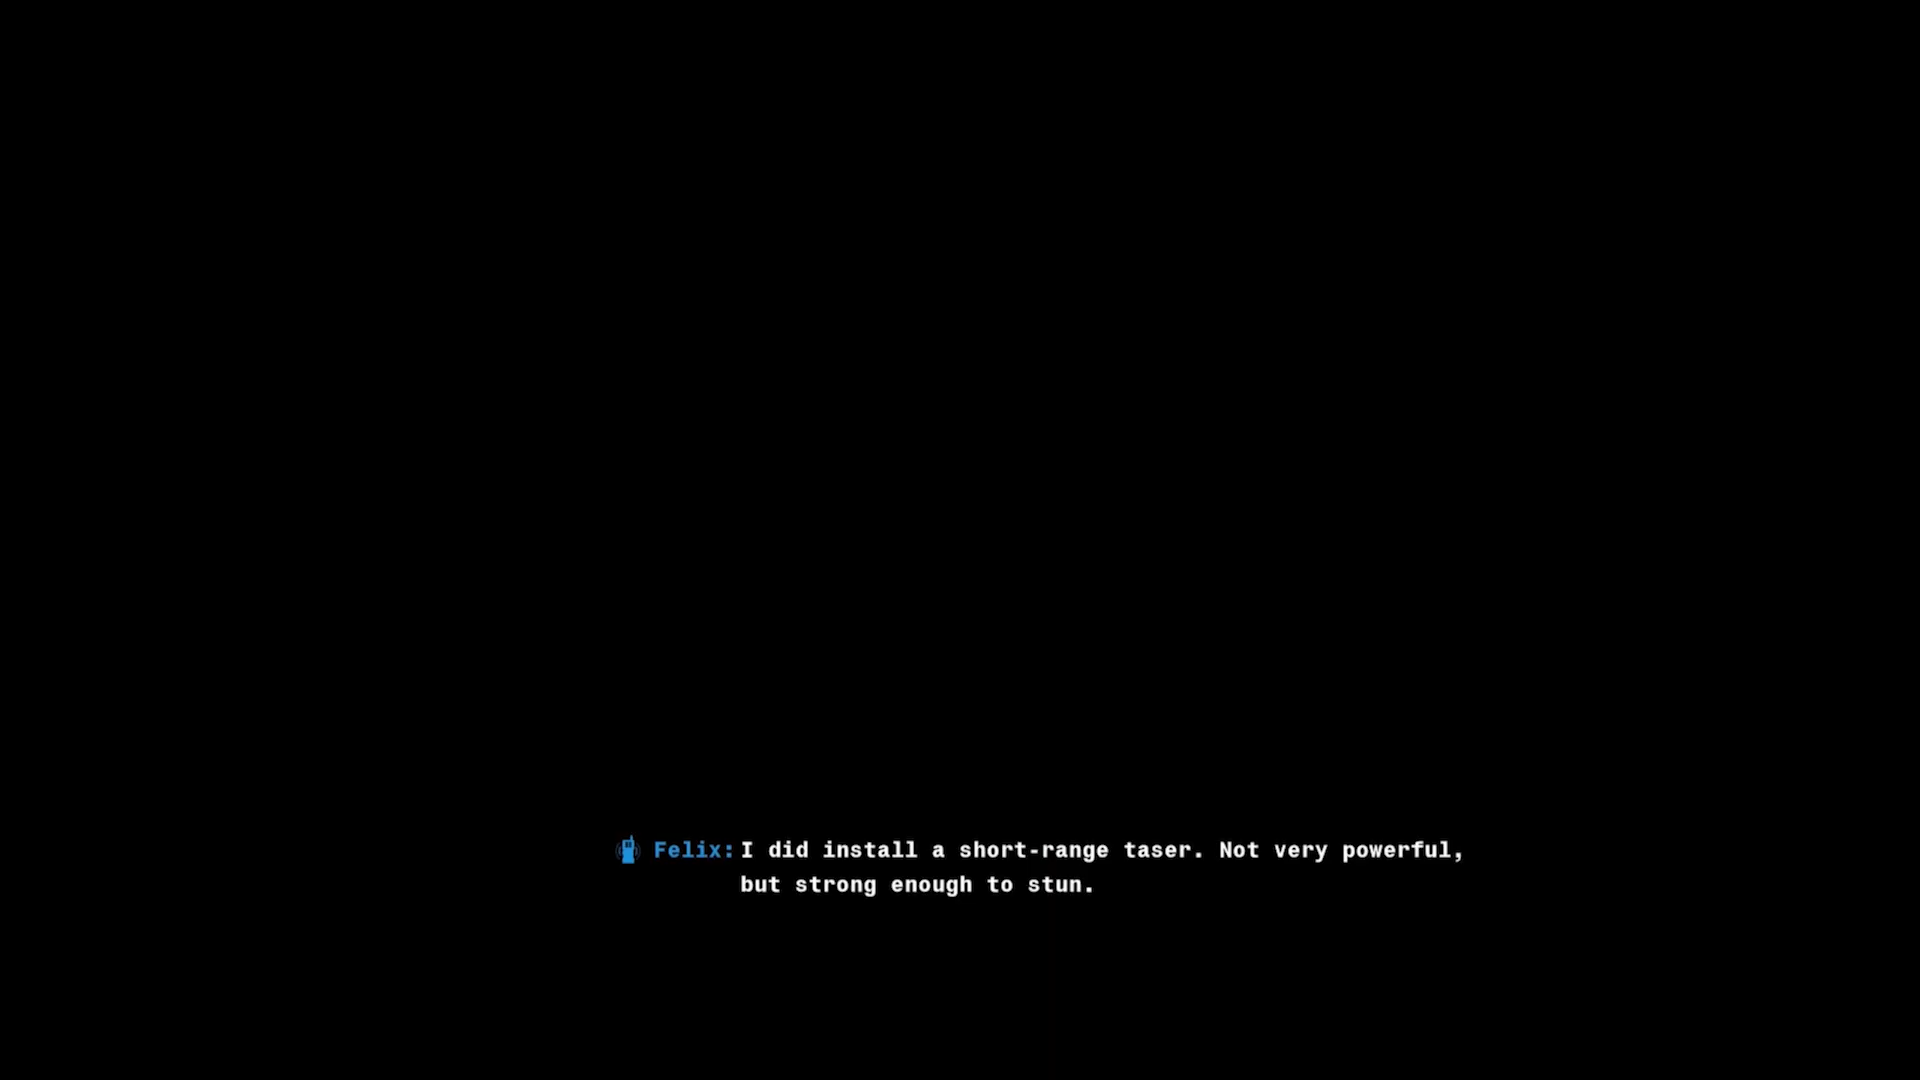 Felix: I did install a short-range taser. Not very powerful,
but strong enough to stun.